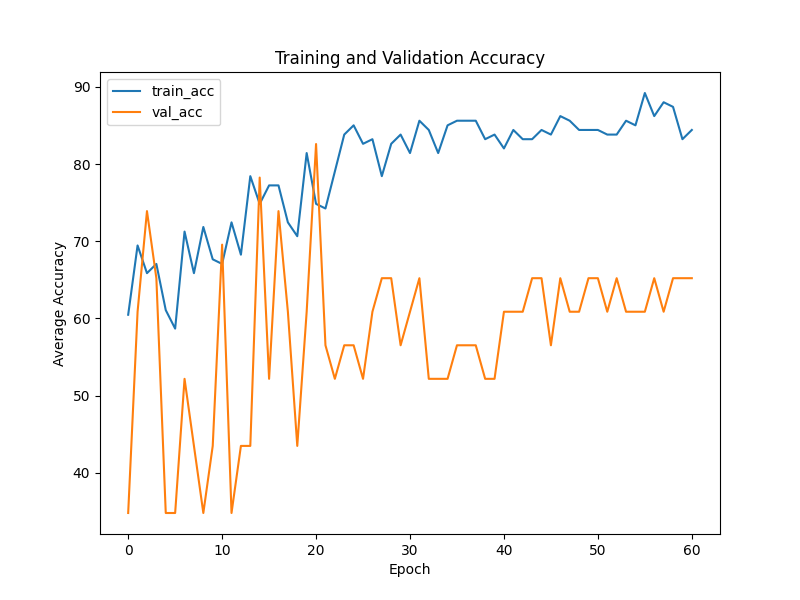 Training and Validation Accuracy
train_acc
val_acc
Average Accuracy
90
80
70
60
50
40
0 10 20 30 40 50 60
Epoch